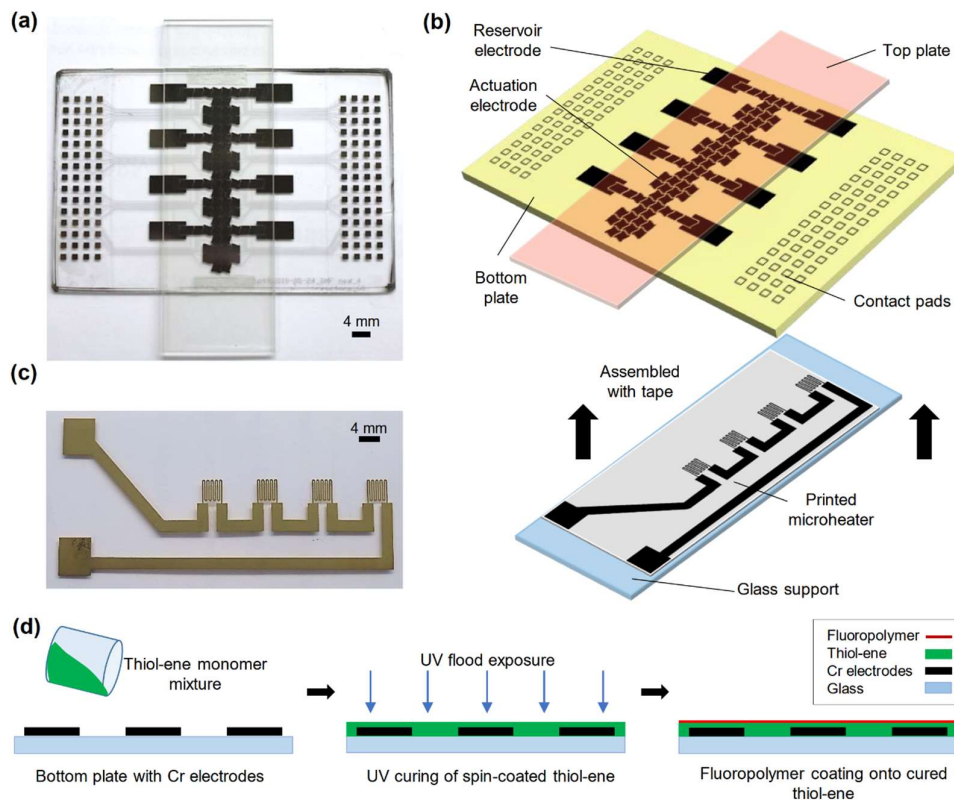 (a)
4 mm
(b)
Reservoir
electrode
Actuation
electrode
Top plate
Bottom
plate
Contact pads
(c)
4 mm
Assembled
with tape
Printed
microheater
Glass support
(d)
Thiol-ene monomer
mixture
UV flood exposure
Fluoropolymer
Thiol-ene
Cr electrodes
Glass
Bottom plate with Cr electrodes
UV curing of spin-coated thiol-ene
Fluoropolymer coating onto cured
thiol-ene